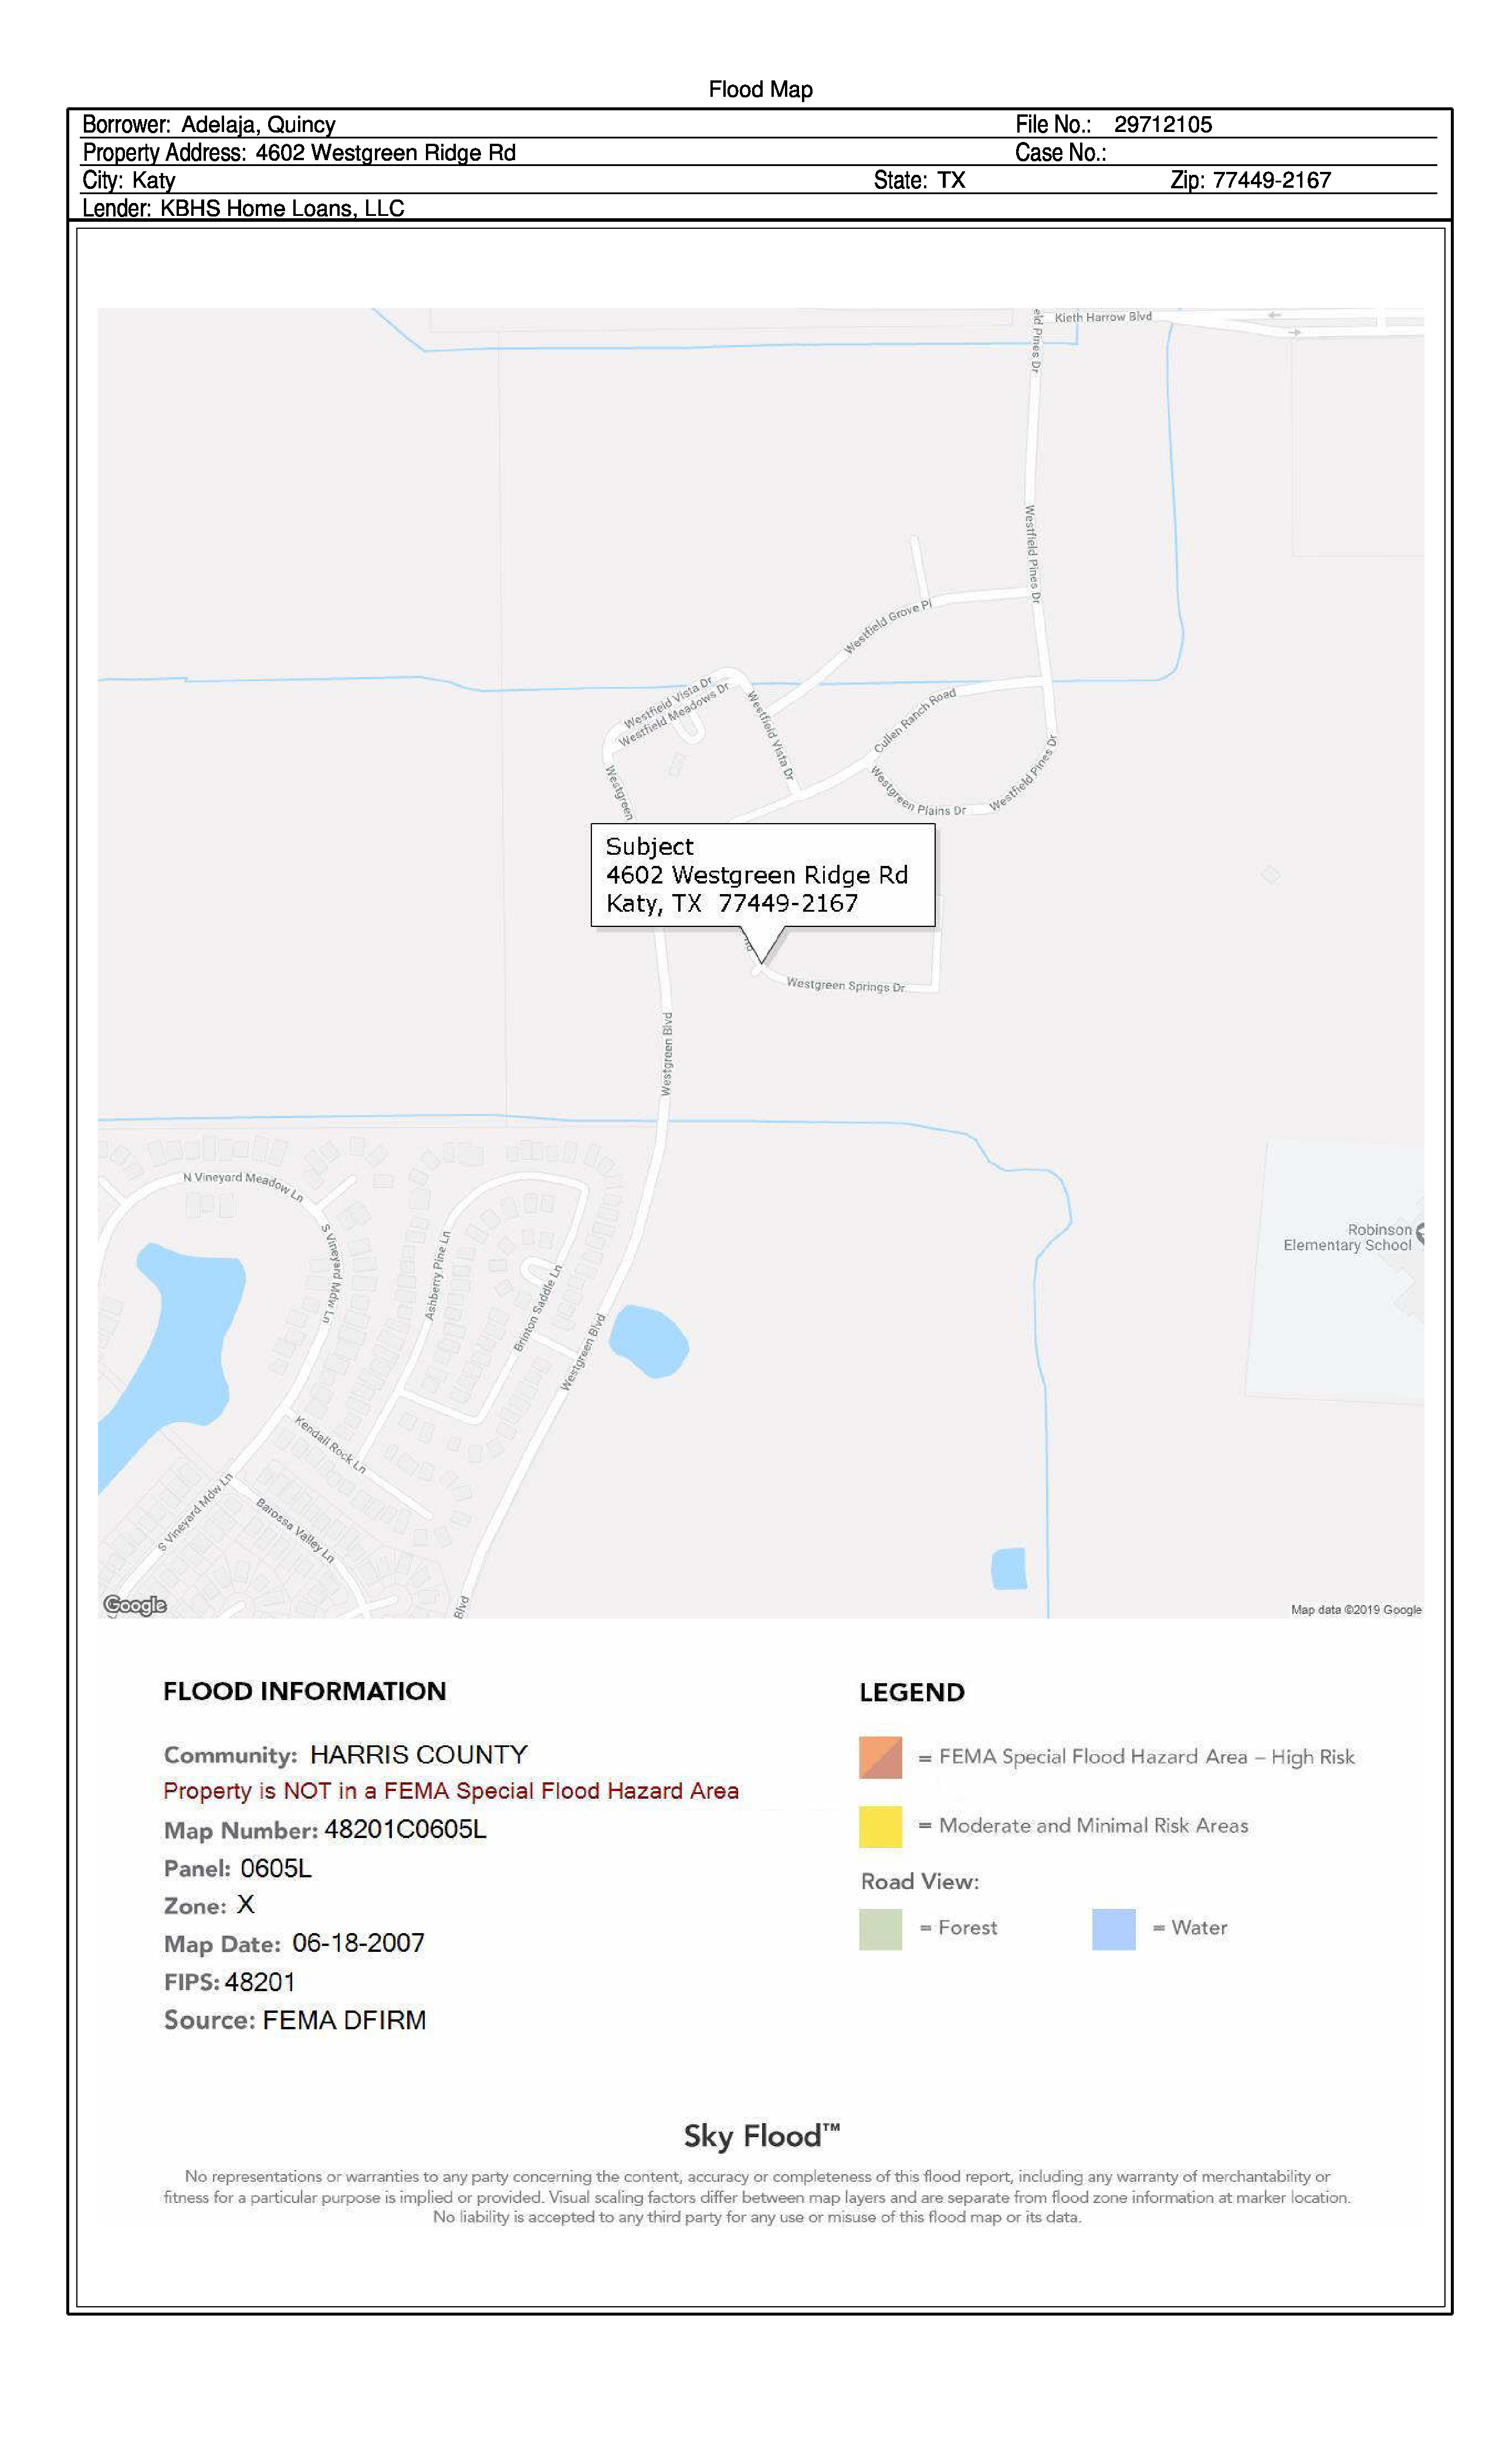 Flood Map
Borrower: Adelaja, Quincy File No.: 29712105
Property Address: 4602 Westgreen Ridge Rd Case No.:
City: Katy State: TX Zip: 77449-2167
Lender: KBHS Home Loans, LLC
eld Pines Dr
Kieth Harrow Blvd
Westfield Pines Dr
Westfield Grove Pl
Westfield Vista Dr
Westfield Meadows Dr
Westfield Vista Dr
Cullen Ranch Road
Westgreen
Westgreen Plains Dr
Westfield Pines Dr
Subject
4602 Westgreen Ridge Rd
Katy, TX 77449-2167
Rd
Westgreen Springs Dr
Westgreen Blvd
N Vineyard Meadow Ln
S Vineyard Mdw Ln
Ashberry Pine Ln
Brinton Saddle Ln
Westgreen Blvd
Robinson
Elementary School
Kendall Rock Ln
S Vineyard Mdw Ln
Barossa Valley Ln
Blvd
Google
Map data ©2019 Google
FLOOD INFORMATION
Community: HARRIS COUNTY
Property is NOT in a FEMA Special Flood Hazard Area
Map Number: 48201C0605L
Panel: 0605L
Zone: X
Map Date: 06-18-2007
FIPS: 48201
Source: FEMA DFIRM
LEGEND
= FEMA Special Flood Hazard Area – High Risk
= Moderate and Minimal Risk Areas
Road View:
= Forest = Water
Sky Flood™
No representations or warranties to any party concerning the content, accuracy or completeness of this flood report, including any warranty of merchantability or
fitness for a particular purpose is implied or provided. Visual scaling factors differ between map layers and are separate from flood zone information at marker location.
No liability is accepted to any third party for any use or misuse of this flood map or its data.